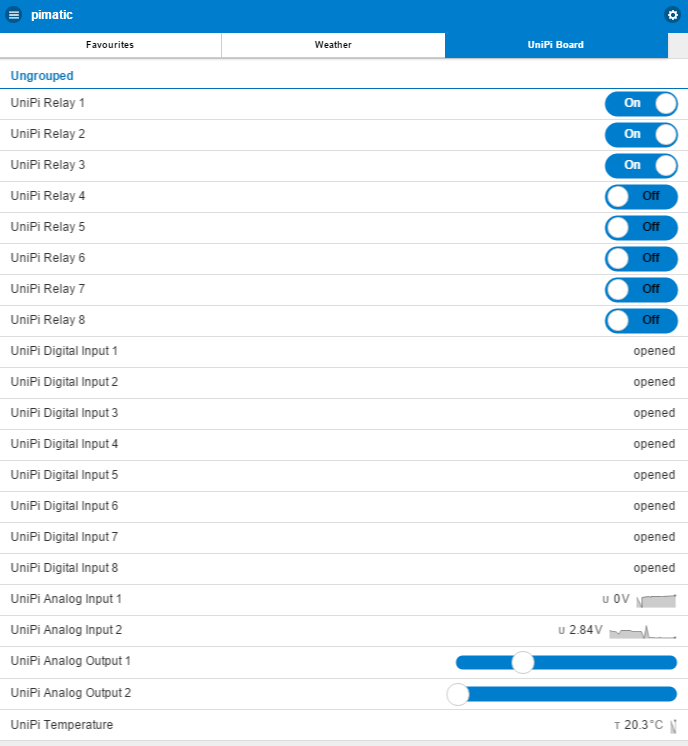 pimatic
Favourites Weather UniPi Board
Ungrouped
UniPi Relay 1 On
UniPi Relay 2 On
UniPi Relay 3 On
UniPi Relay 4 Off
UniPi Relay 5 Off
UniPi Relay 6 Off
UniPi Relay 7 Off
UniPi Relay 8 Off
UniPi Digital Input 1 opened
UniPi Digital Input 2 opened
UniPi Digital Input 3 opened
UniPi Digital Input 4 opened
UniPi Digital Input 5 opened
UniPi Digital Input 6 opened
UniPi Digital Input 7 opened
UniPi Digital Input 8 opened
UniPi Analog Input 1 U 0V
UniPi Analog Input 2 U 2.84V
UniPi Analog Output 1
UniPi Analog Output 2
UniPi Temperature T 20.3°C